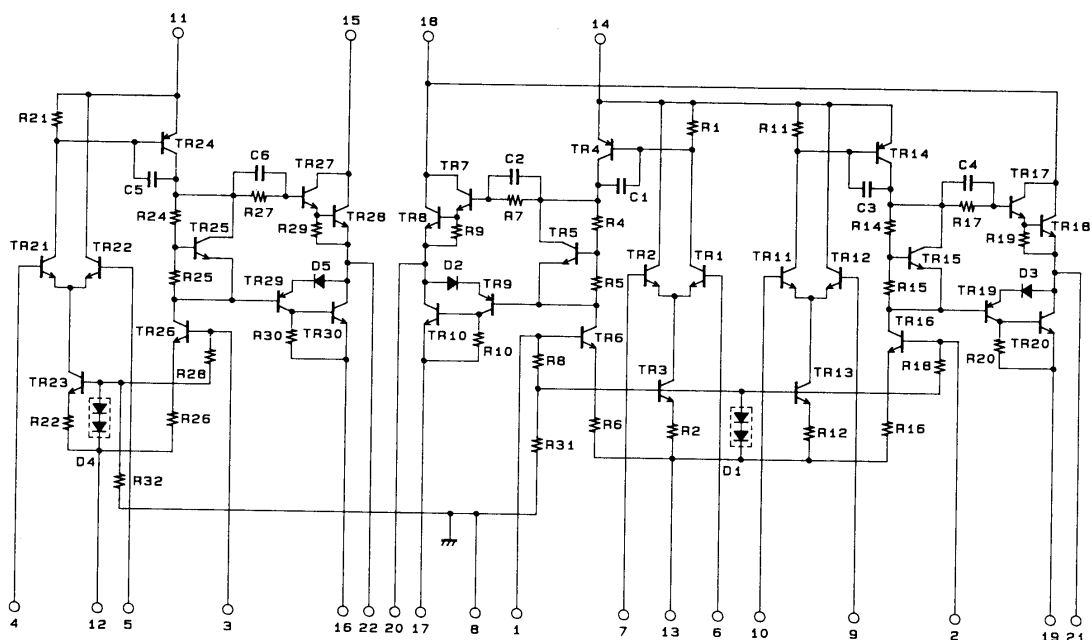 11
15
18
14
R21
TR24
C5
C6
TR27
R27
R24
TR25
R29
TR28
TR21
TR22
R25
TR29
D5
R30
TR30
TR26
R28
TR23
R22
D4
R26
R32
TR7
C2
TR8
R9
R7
TR4
C1
R1
R4
TR5
D2
TR9
R5
TR10
R10
TR6
R8
R31
R6
TR2
TR1
TR3
R2
D1
R11
TR14
C3
C4
TR17
R17
R14
TR15
R19
TR18
TR11
TR12
R15
TR19
D3
TR16
R20
TR20
R18
TR13
R12
R16
4
12
5
3
16
22
20
17
8
1
7
13
6
10
9
2
19
21